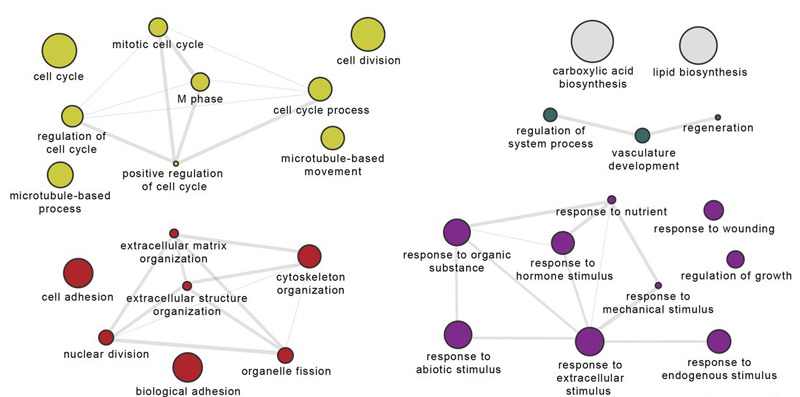 mitotic cell cycle
cell cycle
cell division
M phase
cell cycle process
regulation of
cell cycle
microtubule-based
movement
positive regulation
of cell cycle
microtubule-based
process
carboxylic acid
biosynthesis
lipid biosynthesis
regulation of
system process
regeneration
vasculature
development
extracellular matrix
organization
cytoskeleton
organization
cell adhesion
extracellular structure
organization
nuclear division
organelle fission
biological adhesion
response to nutrient
response to wounding
response to organic
substance
response to
hormone stimulus
regulation of growth
response to
mechanical stimulus
response to
abiotic stimulus
response to
extracellular
stimulus
response to
endogenous stimulus